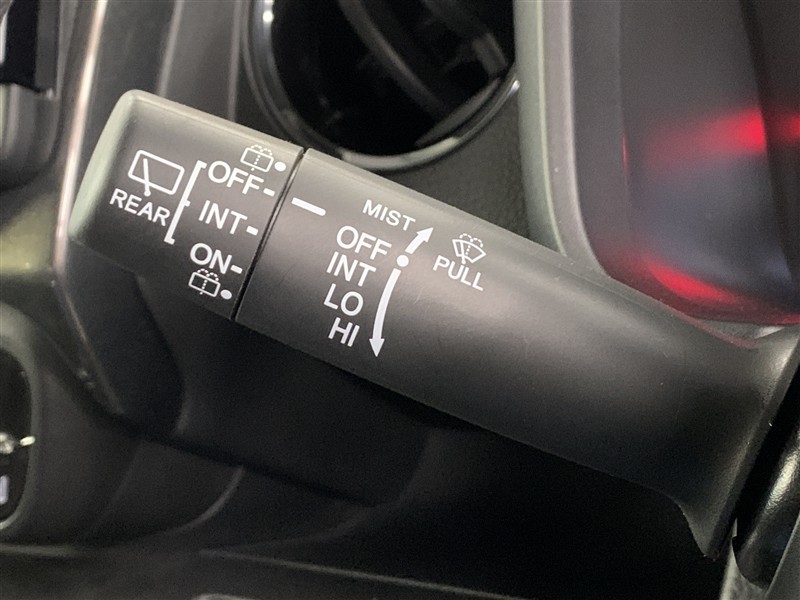 REAR
OFF
INT
ON
MIST
OFF
INT
LO
HI
PULL